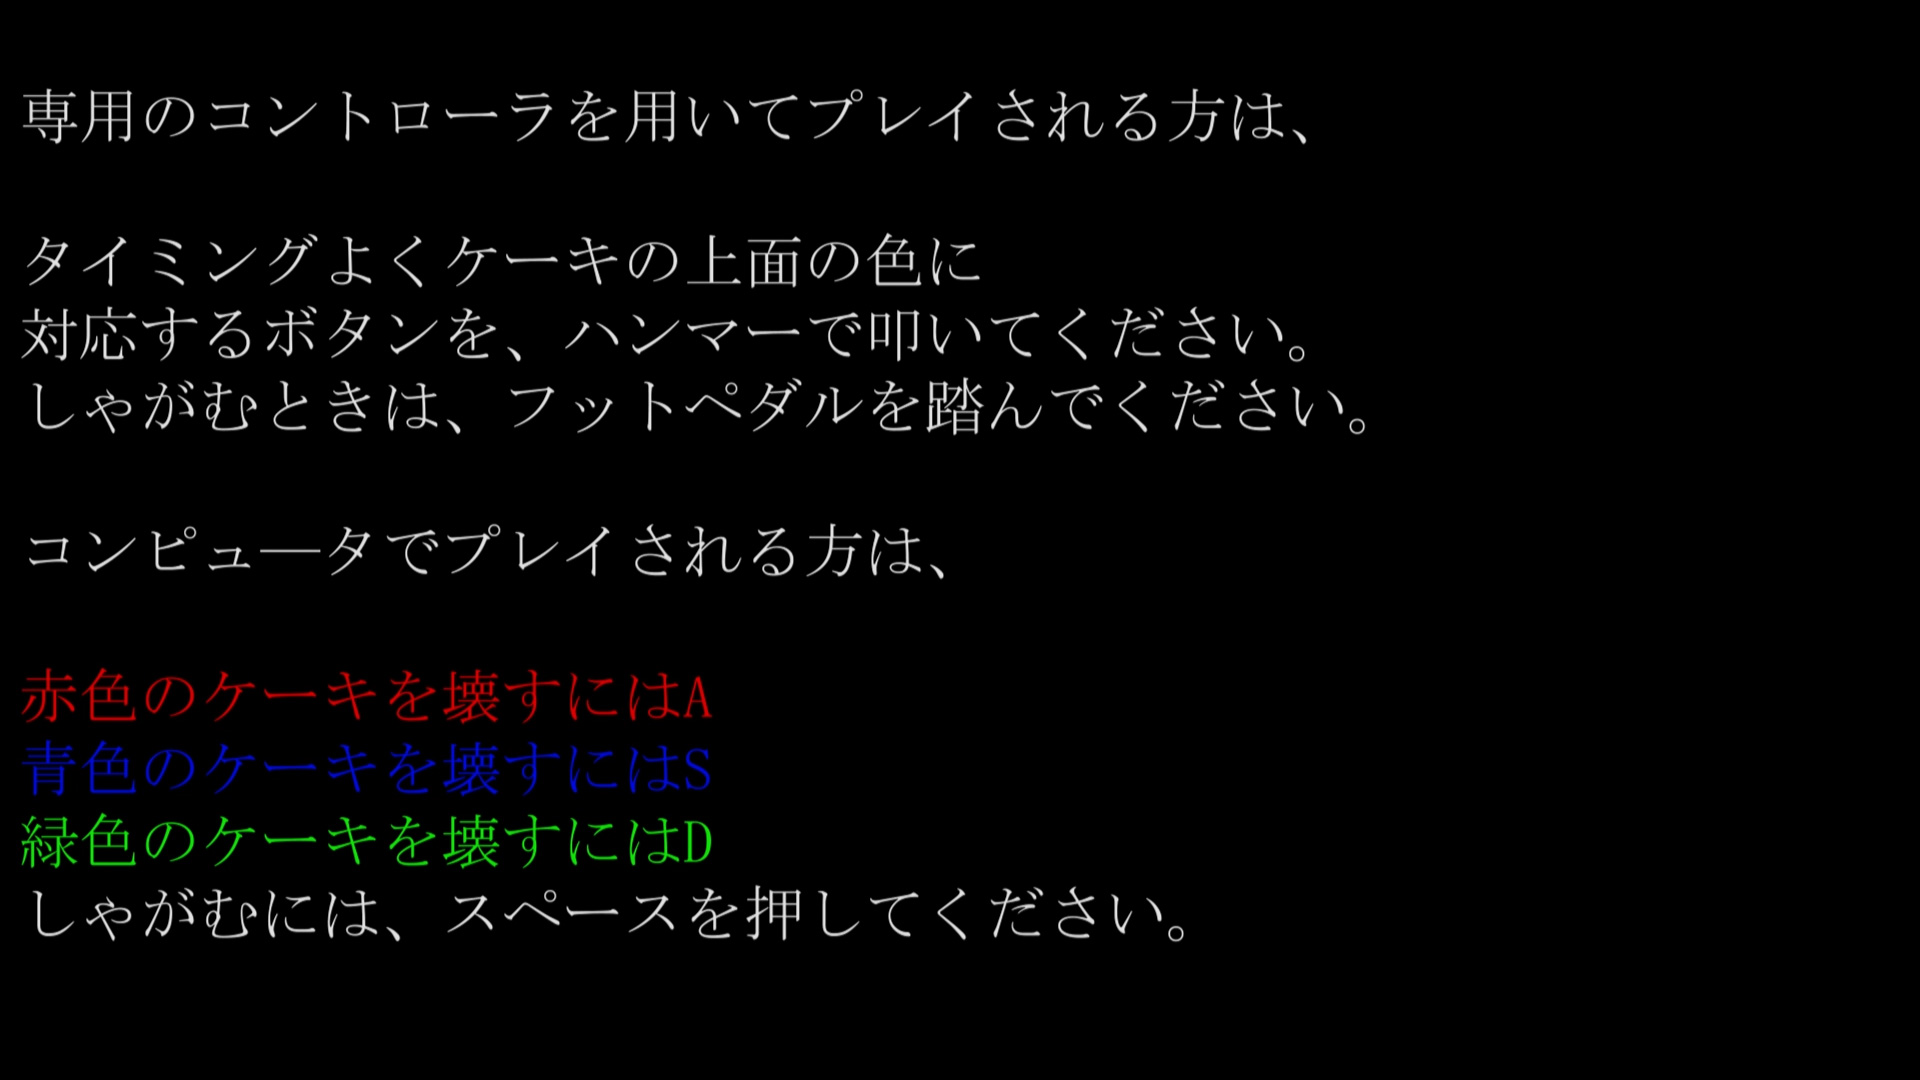 専用のコントローラを用いてプレイされる方は、
タイミングよくケーキの上面の色に
対応するボタンを、ハンマーで叩いてください。
しゃがむときは、フットペダルを踏んでください。
コンピュ―タでプレイされる方は、
赤色のケーキを壊すにはA
青色のケーキを壊すにはS
緑色のケーキを壊すにはD
しゃがむには、スペースを押してください。